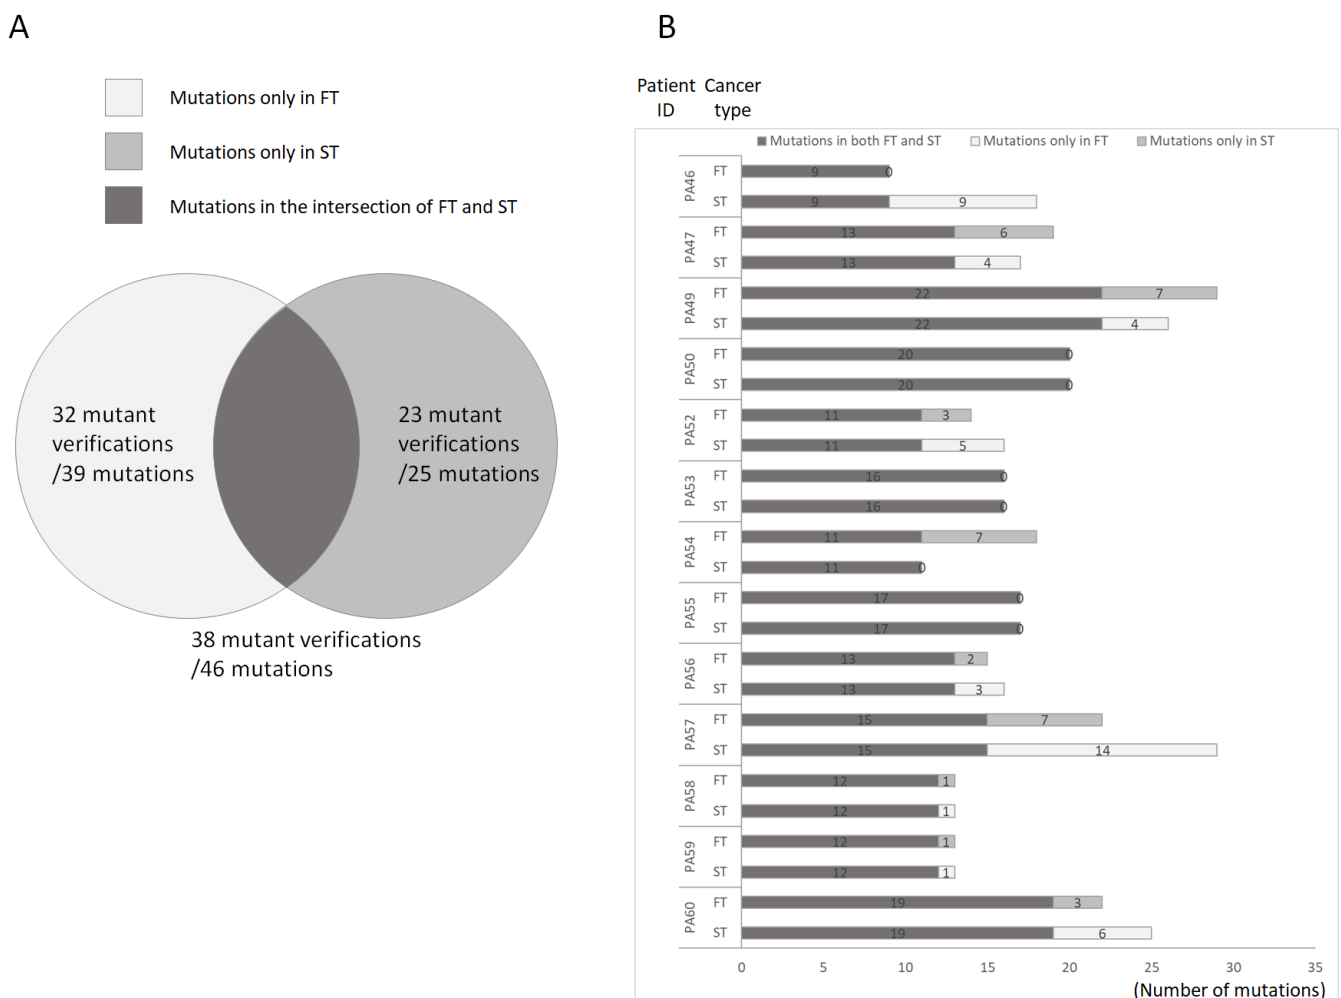 A
Mutations only in FT
Mutations only in ST
Mutations in the intersection of FT and ST
32 mutant
verifications
/39 mutations
23 mutant
verifications
/25 mutations
38 mutant verifications
/46 mutations
B
Patient Cancer
ID type
Mutations in both FT and ST Mutations only in FT Mutations only in ST
PA46
FT 9 0
ST 9 9
PA47
FT 13 6
ST 13 4
PA49
FT 22 7
ST 22 4
PA50
FT 20 0
ST 20 0
PA52
FT 11 3
ST 11 5
PA53
FT 16 0
ST 16 0
PA54
FT 11 7
ST 11 0
PA55
FT 17 0
ST 17 0
PA56
FT 13 2
ST 13 3
PA57
FT 15 7
ST 15 14
PA58
FT 12 1
ST 12 1
PA59
FT 12 1
ST 12 1
PA60
FT 19 3
ST 19 6
0 5 10 15 20 25 30 35
(Number of mutations)